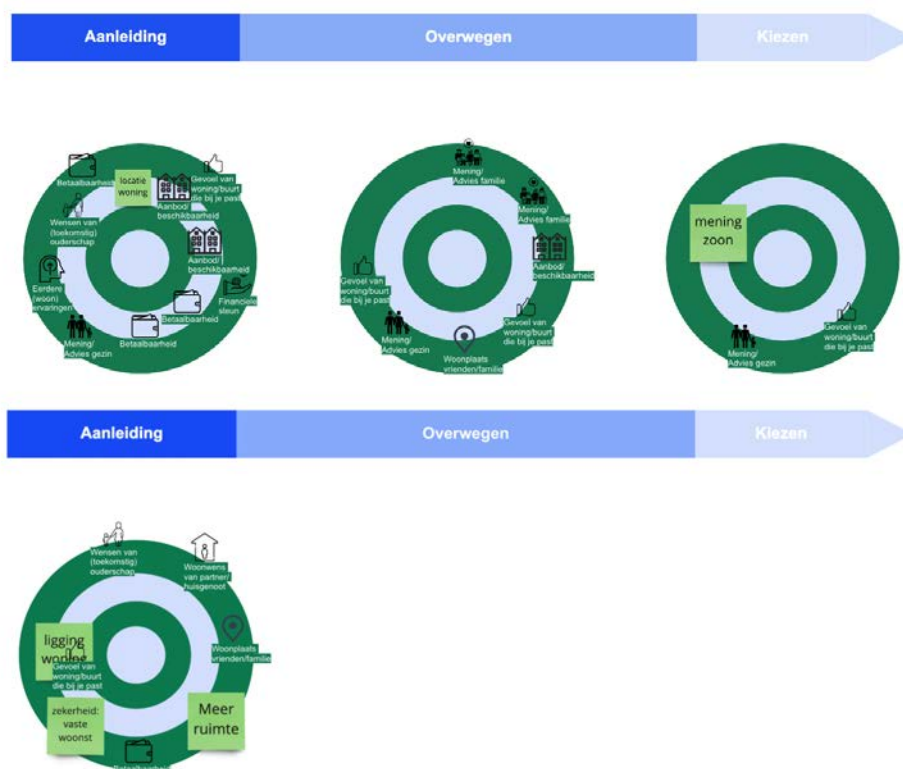 Aanleiding
Overwegen
Kiezen
Betaalbaarheid
locatie
woning
Gevoel van
woning/buurt
die bij je past
Aanbod/
beschikbaarheid
Wensen van
(toekomstig)
ouderschap
Aanbod/
beschikbaarheid
Eerdere
(woon)
ervaringen
Financiele
steun
Betaalbaarheid
Betaalbaarheid
Mening/
Advies gezin
Mening/
Advies familie
Mening/
Advies familie
Aanbod/
beschikbaarheid
Gevoel van
woning/buurt
die bij je past
Gevoel van
woning/buurt
die bij je past
Mening/
Advies gezin
Woonplaats
vrienden/familie
mening
zoon
Gevoel van
woning/buurt
die bij je past
Mening/
Advies gezin
Aanleiding
Overwegen
Kiezen
Wensen van
(toekomstig)
ouderschap
Woonwens
van partner/
huisgenoot
ligging
woning
Gevoel van
woning/buurt
die bij je past
Woonplaats
vrienden/familie
zekerheid:
vaste
woonst
Meer
ruimte
Betaalbaarheid